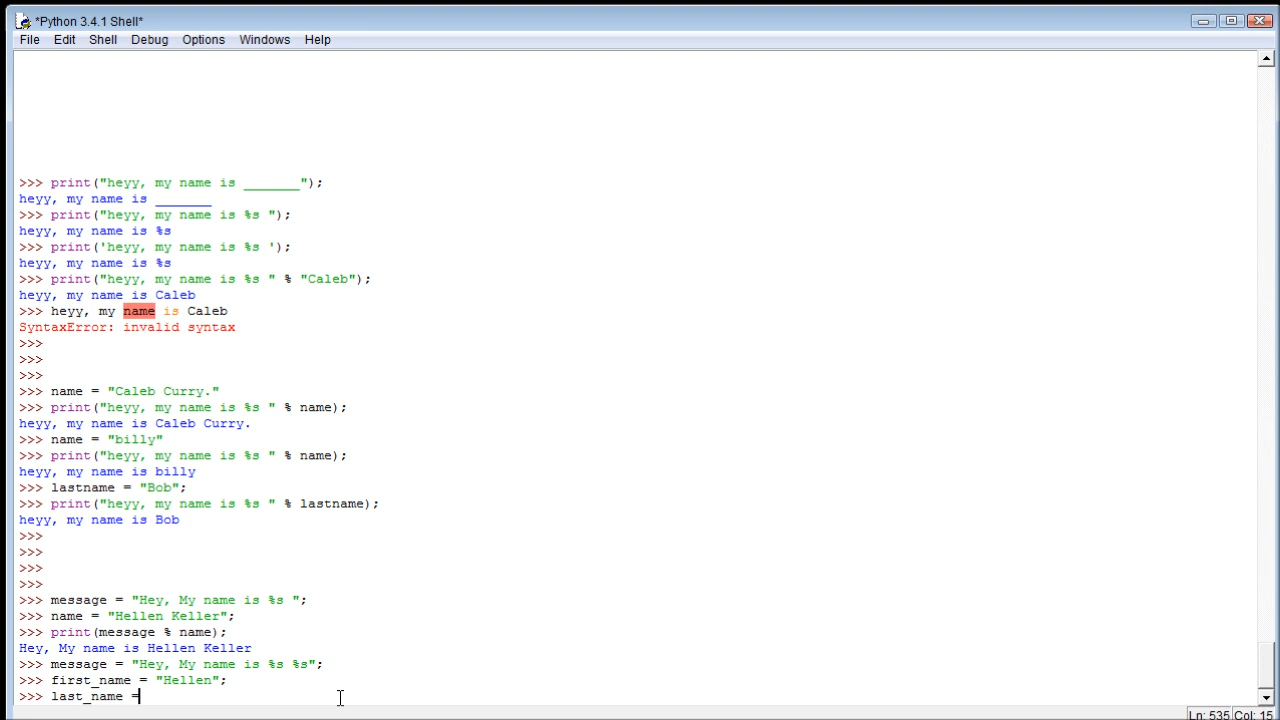 *Python 3.4.1 Shell*
File Edit Shell Debug Options Windows Help
>>> print("heyy, my name is _______");
heyy, my name is _______
>>> print("heyy, my name is %s ");
heyy, my name is %s
>>> print('heyy, my name is %s ');
heyy, my name is %s
>>> print("heyy, my name is %s " % "Caleb");
heyy, my name is Caleb
>>> heyy, my name is Caleb
SyntaxError: invalid syntax
>>>
>>>
>>>
>>> name = "Caleb Curry."
>>> print("heyy, my name is %s " % name);
heyy, my name is Caleb Curry.
>>> name = "billy"
>>> print("heyy, my name is %s " % name);
heyy, my name is billy
>>> lastname = "Bob";
>>> print("heyy, my name is %s " % lastname);
heyy, my name is Bob
>>>
>>>
>>>
>>>
>>> message = "Hey, My name is %s ";
>>> name = "Hellen Keller";
>>> print(message % name);
Hey, My name is Hellen Keller
>>> message = "Hey, My name is %s %s";
>>> first_name = "Hellen";
>>> last_name =
Ln: 535 Col: 15